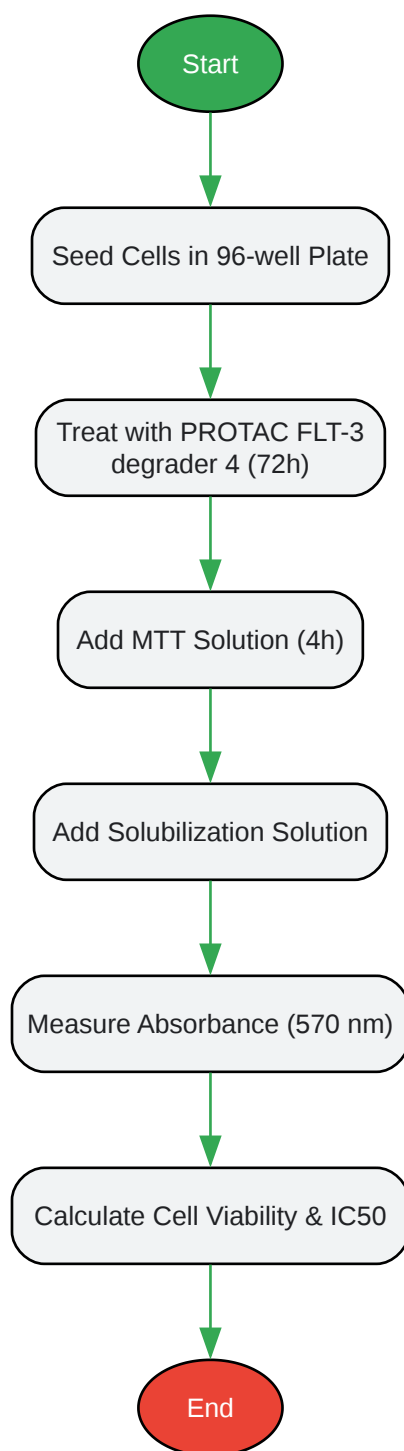 Start
Seed Cells in 96-well Plate
Treat with PROTAC FLT-3
degrader 4 (72h)
Add MTT Solution (4h)
Add Solubilization Solution
Measure Absorbance (570 nm)
Calculate Cell Viability & IC50
End